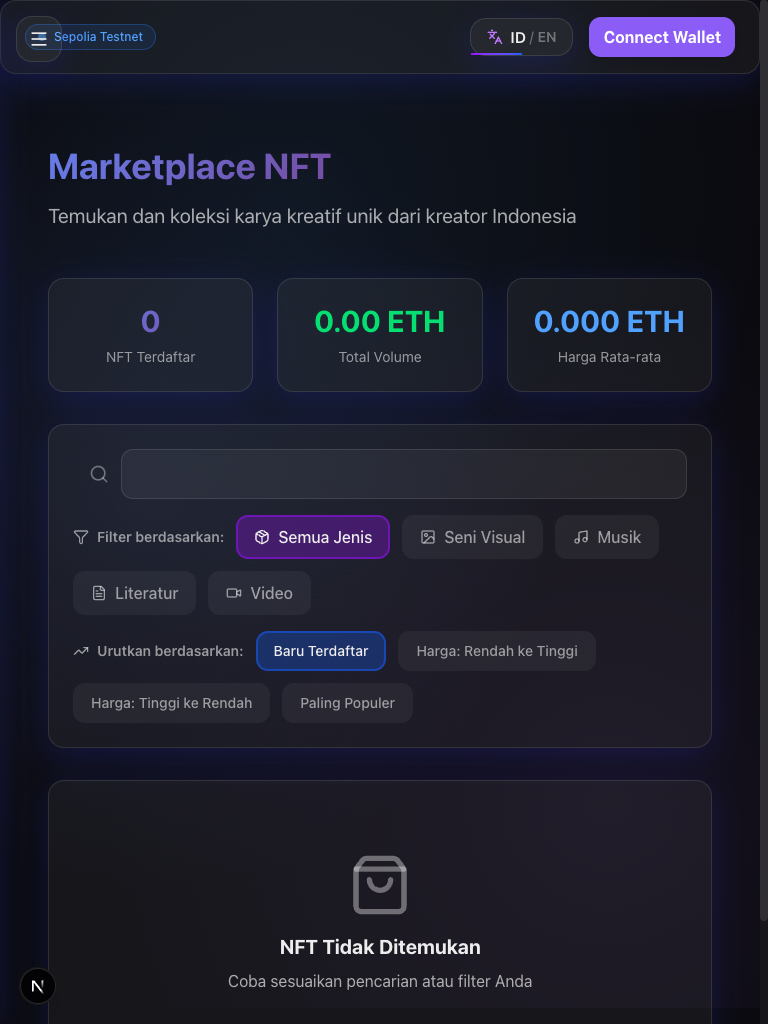 Sepolia Testnet
ID / EN
Connect Wallet
Marketplace NFT
Temukan dan koleksi karya kreatif unik dari kreator Indonesia
0
NFT Terdaftar
0.00 ETH
Total Volume
0.000 ETH
Harga Rata-rata
Filter berdasarkan:
Semua Jenis
Seni Visual
Musik
Literatur
Video
Urutkan berdasarkan:
Baru Terdaftar
Harga: Rendah ke Tinggi
Harga: Tinggi ke Rendah
Paling Populer
NFT Tidak Ditemukan
Coba sesuaikan pencarian atau filter Anda
N